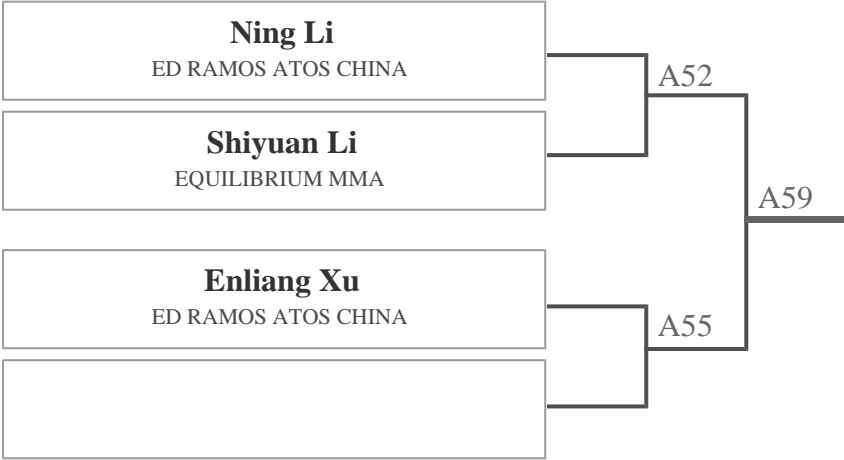 Ning Li
ED RAMOS ATOS CHINA
A52
Shiyuan Li
EQUILIBRIUM MMA
A59
Enliang Xu
ED RAMOS ATOS CHINA
A55